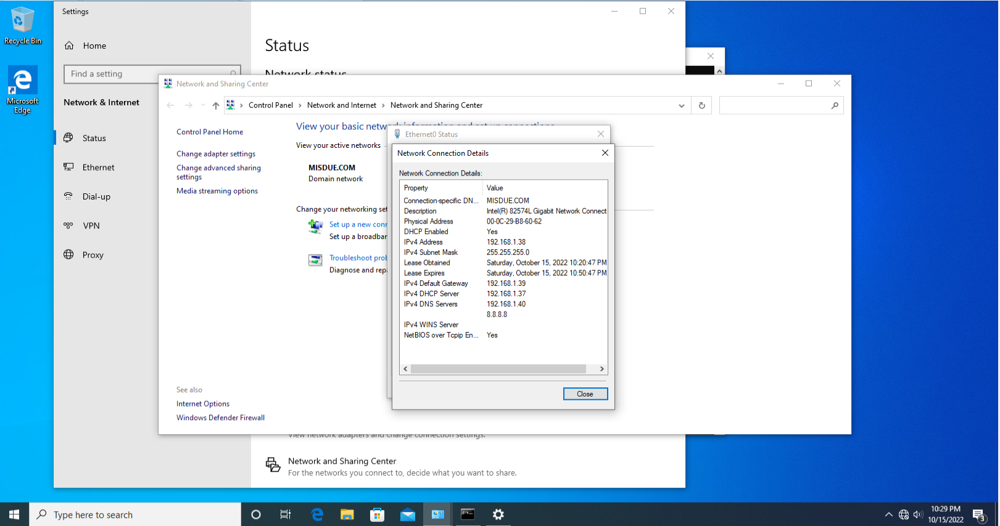 Recycle Bin
Microsoft Edge
Settings
Home
Find a setting
Network & Internet
Status
Ethernet
Dial-up
VPN
Proxy
Status
Network status
Network and Sharing Center
Control Panel > Network and Internet > Network and Sharing Center
Control Panel Home
Change adapter settings
Change advanced sharing
settings
Media streaming options
See also
Internet Options
Windows Defender Firewall
View your basic network information and set up connections
View your active networks
MISDUE.COM
Domain network
Change your networking set
Set up a new conn
Set up a broadban
Troubleshoot prob
Diagnose and repa
Ethernet0 Status
Network Connection Details
Network Connection Details:
Property Value
Connection-specific DN... MISDUE.COM
Description Intel(R) 82574L Gigabit Network Connect
Physical Address 00-0C-29-B8-60-62
DHCP Enabled Yes
IPv4 Address 192.168.1.38
IPv4 Subnet Mask 255.255.255.0
Lease Obtained Saturday, October 15, 2022 10:20:47 PM
Lease Expires Saturday, October 15, 2022 10:50:47 PM
IPv4 Default Gateway 192.168.1.39
IPv4 DHCP Server 192.168.1.37
IPv4 DNS Servers 192.168.1.40
8.8.8.8
IPv4 WINS Server
NetBIOS over Tcpip En... Yes
Close
View network adapters and change connection settings.
Network and Sharing Center
For the networks you connect to, decide what you want to share.
Type here to search
10:29 PM
10/15/2022
3